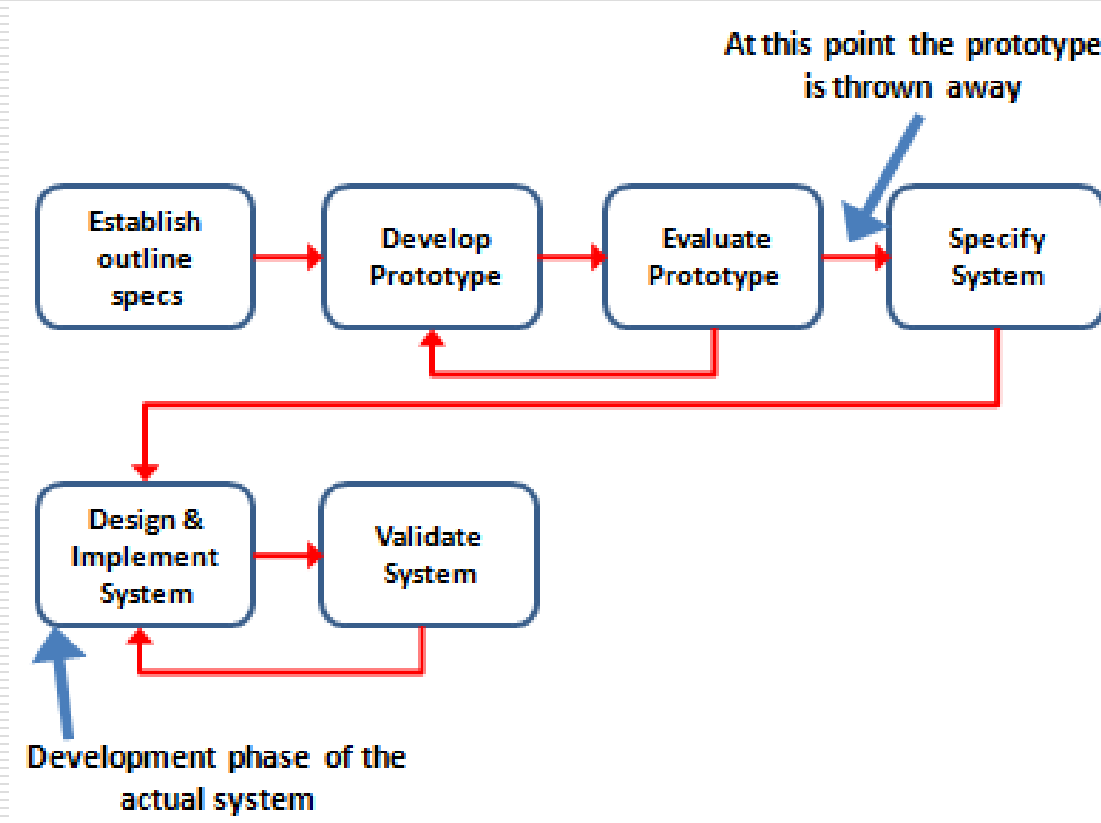 At this point the prototype
is thrown away
Establish
outline
specs
Develop
Prototype
Evaluate
Prototype
Specify
System
Design &
Implement
System
Validate
System
Development phase of the
actual system